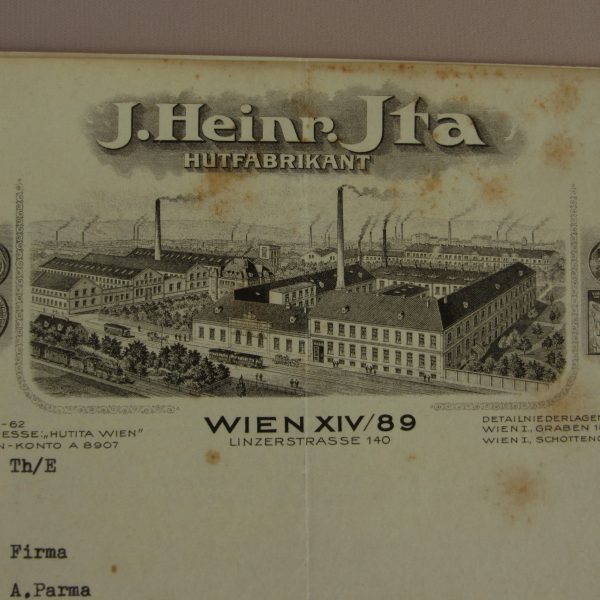 J. Heinr. Jta
HUTFABRIKANT
-62
ESSE: „HUTITA WIEN"
N-KONTO A 8907
WIEN XIV/89
LINZERSTRASSE 140
DETAILNIEDERLAGEN
WIEN I., GRABEN 1
WIEN I., SCHOTTENG
Th/E
Firma
A.Parma